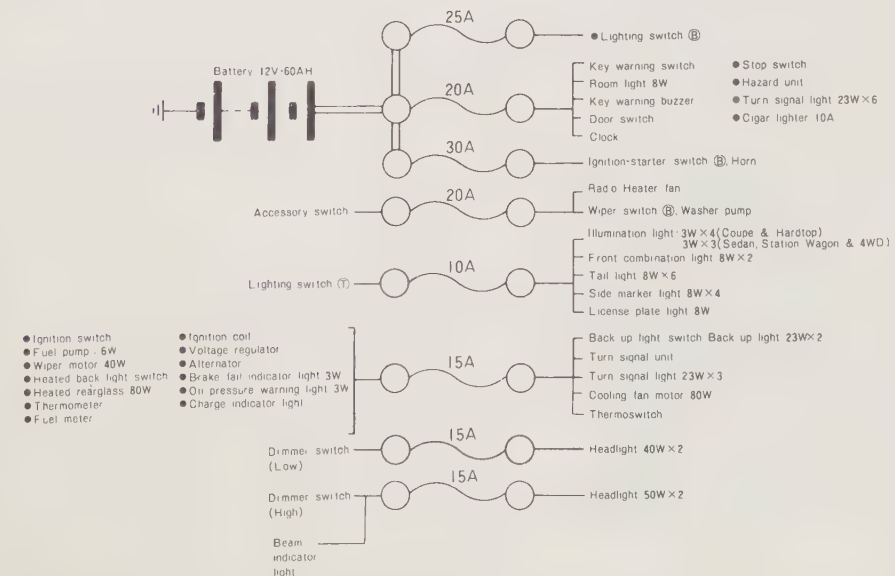 Battery 12V-60AH
25A
● Lighting switch Ⓑ
20A
Key warning switch
Room light 8W
Key warning buzzer
Door switch
Clock
● Stop switch
● Hazard unit
● Turn signal light 23W×6
● Cigar lighter 10A
30A
Ignition-starter switch Ⓑ, Horn
Accessory switch
20A
Radio Heater fan
Wiper switch Ⓑ, Washer pump
Lighting switch Ⓣ
10A
Illumination light 3W×4(Coupe & Hardtop)
3W×3(Sedan, Station Wagon & 4WD)
Front combination light 8W×2
Tail light 8W×6
Side marker light 8W×4
License plate light 8W
● Ignition switch
● Fuel pump 6W
● Wiper motor 40W
● Heated back light switch
● Heated rearglass 80W
● Thermometer
● Fuel meter
● Ignition coil
● Voltage regulator
● Alternator
● Brake fail indicator light 3W
● Oil pressure warning light 3W
● Charge indicator light
15A
Back up light switch Back up light 23W×2
Turn signal unit
Turn signal light 23W×3
Cooling fan motor 80W
Thermoswitch
Dimmer switch
(Low)
15A
Headlight 40W×2
Dimmer switch
(High)
15A
Headlight 50W×2
Beam
indicator
light